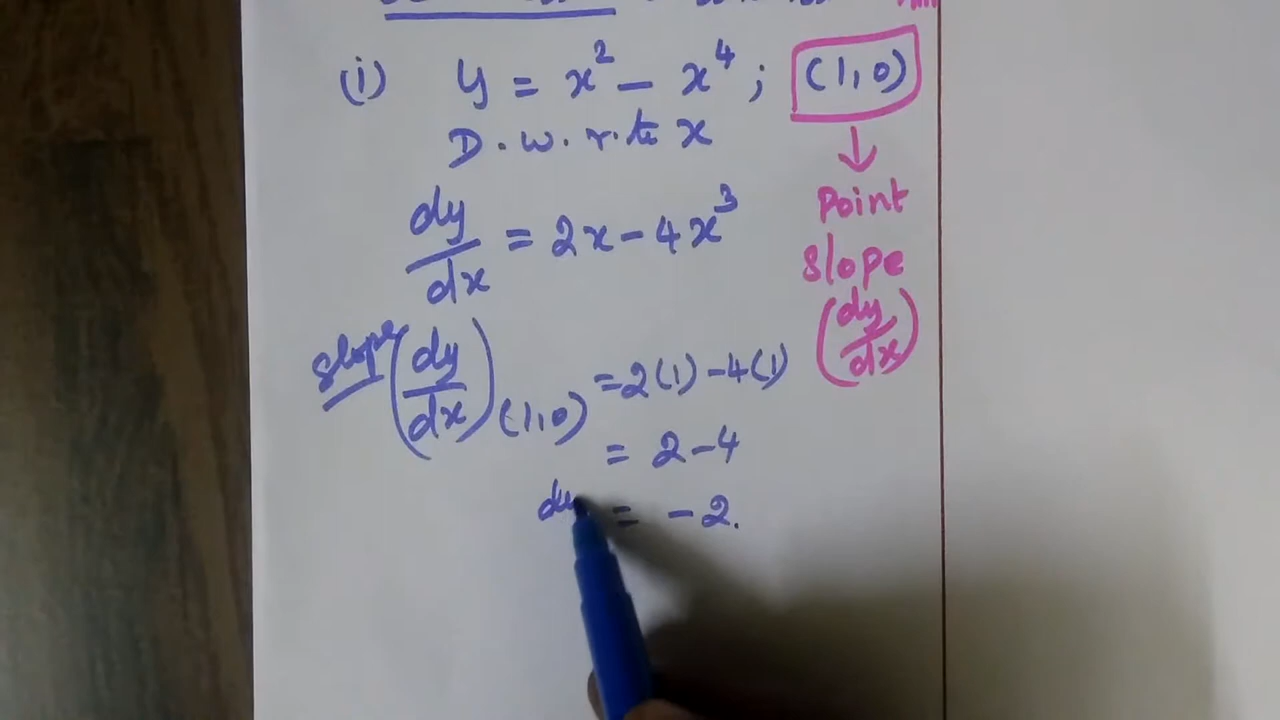 (i) y = x² - x⁴ ; (1,0)
D.w.r.to x
↓
Point
dy/dx = 2x - 4x³
Slope
(dy/dx)
Slope (dy/dx)(1,0) = 2(1) - 4(1)
= 2 - 4
dy = -2.